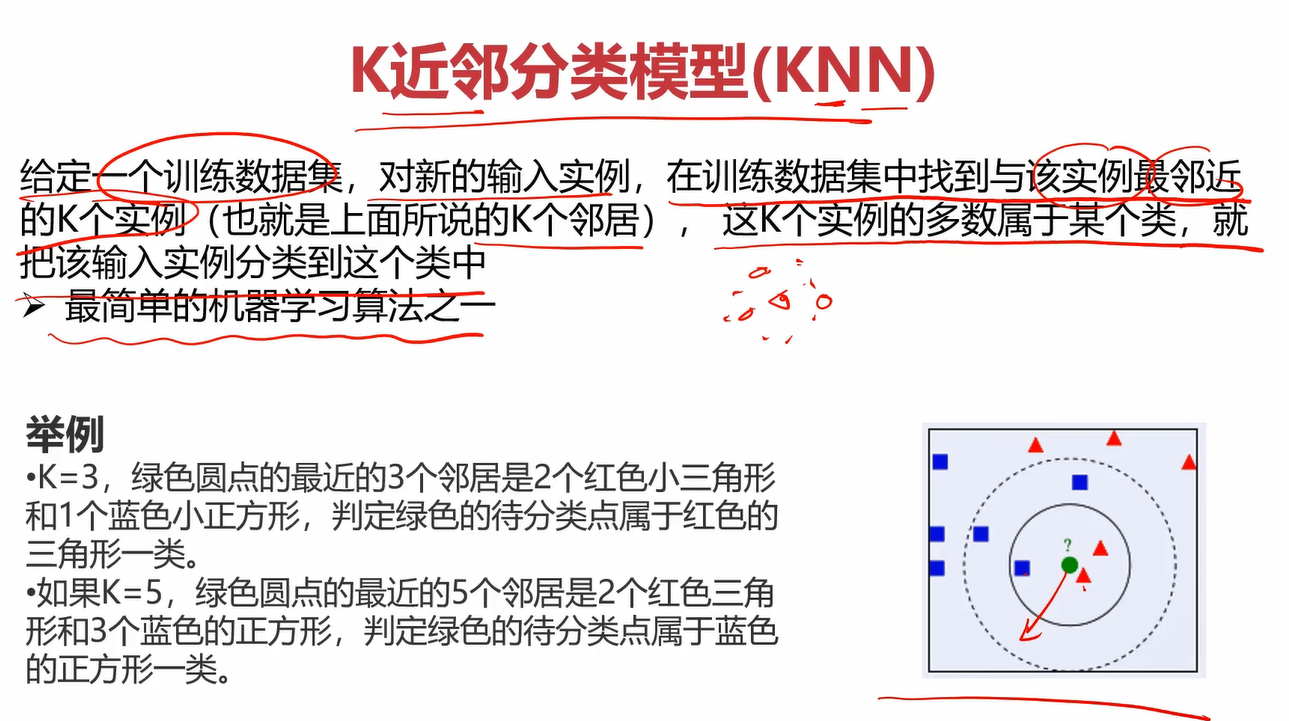 K近邻分类模型(KNN)
给定一个训练数据集，对新的输入实例，在训练数据集中找到与该实例最邻近
的K个实例（也就是上面所说的K个邻居），这K个实例的多数属于某个类，就
把该输入实例分类到这个类中
➢ 最简单的机器学习算法之一
举例
•K=3，绿色圆点的最近的3个邻居是2个红色小三角形
和1个蓝色小正方形，判定绿色的待分类点属于红色的
三角形一类。
•如果K=5，绿色圆点的最近的5个邻居是2个红色三角
形和3个蓝色的正方形，判定绿色的待分类点属于蓝色
的正方形一类。
?